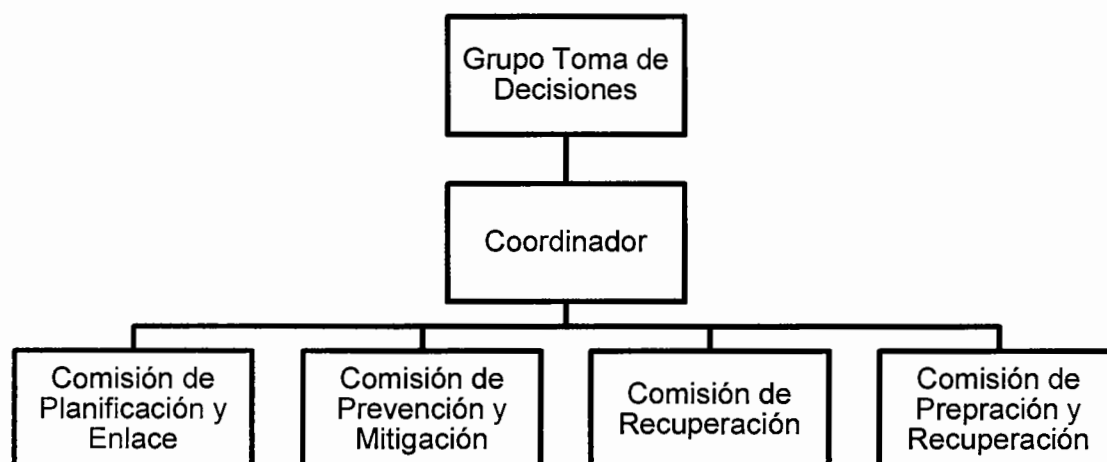 Grupo Toma de
Decisiones
Coordinador
Comisión de
Planificación y
Enlace
Comisión de
Prevención y
Mitigación
Comisión de
Recuperación
Comisión de
Prepración y
Recuperación